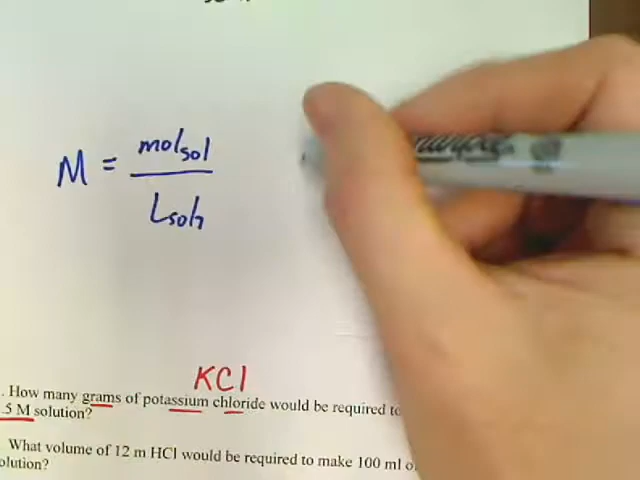 M = mol sol
L soln
KCl
. How many grams of potassium chloride would be required to
.5 M solution?
What volume of 12 m HCl would be required to make 100 ml o
olution?